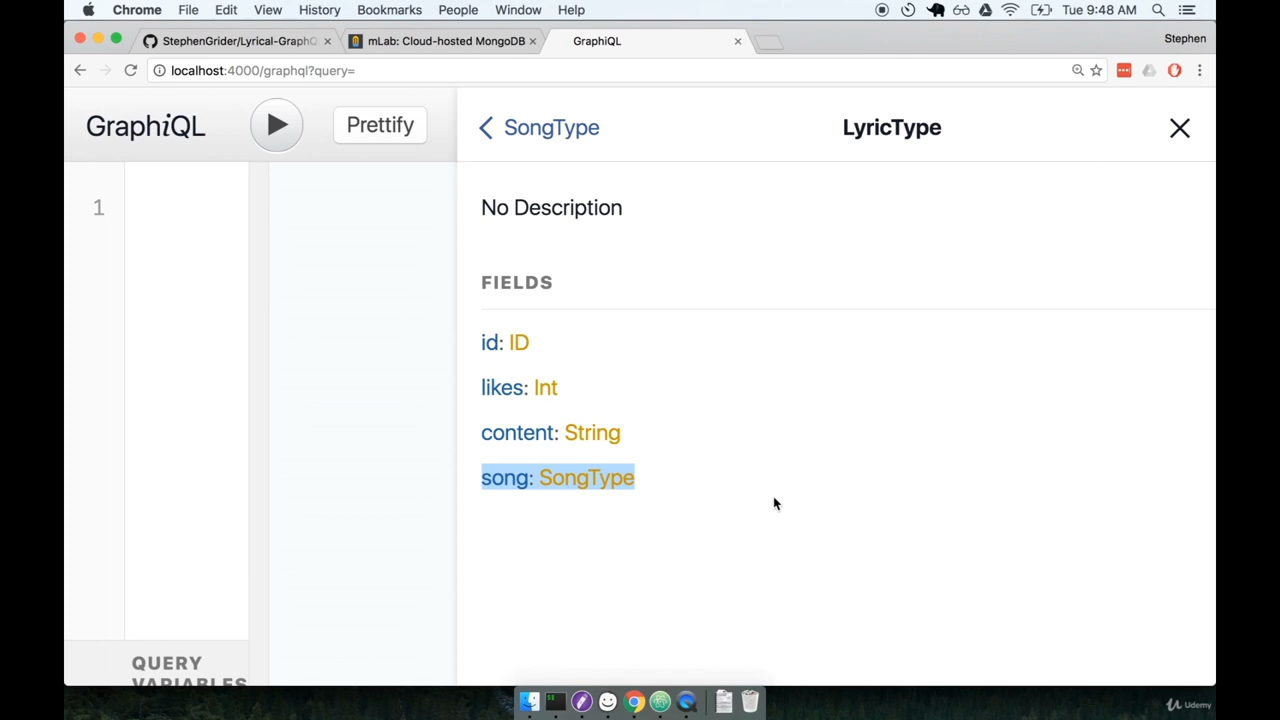 Chrome File Edit View History Bookmarks People Window Help Tue 9:48 AM
StephenGrider/Lyrical-GraphQ mLab: Cloud-hosted MongoDB GraphiQL Stephen
localhost:4000/graphql?query=
GraphiQL Prettify SongType LyricType
1
No Description
FIELDS
id: ID
likes: Int
content: String
song: SongType
QUERY
VARIABLES
Udemy